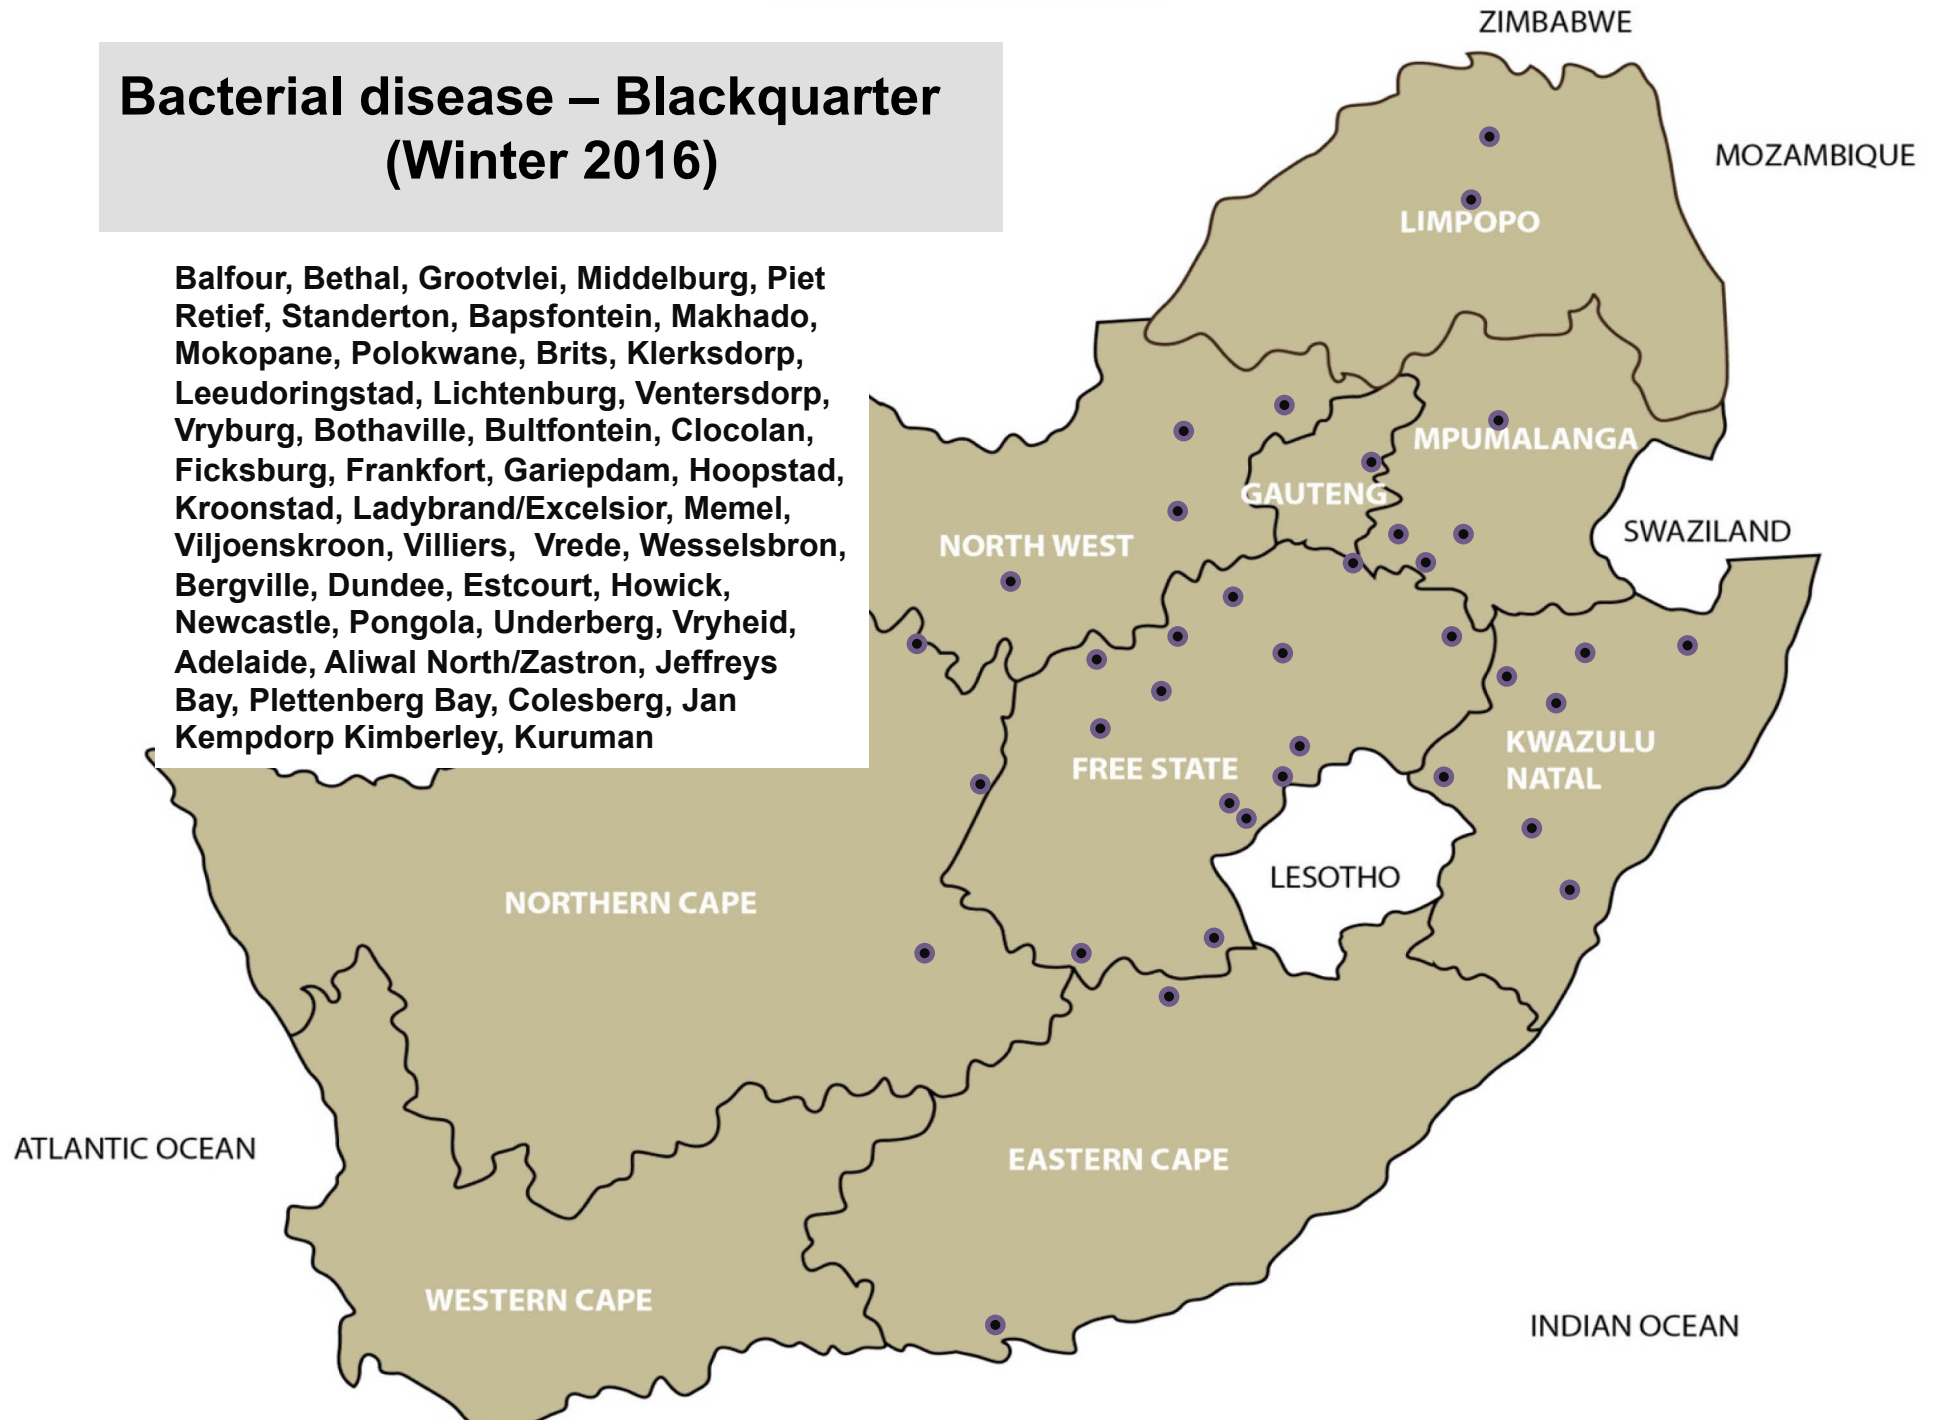 Bacterial disease – Blackquarter
(Winter 2016)
Balfour, Bethal, Grootvlei, Middelburg, Piet
Retief, Standerton, Bapsfontein, Makhado,
Mokopane, Polokwane, Brits, Klerksdorp,
Leeudoringstad, Lichtenburg, Ventersdorp,
Vryburg, Bothaville, Bultfontein, Clocolan,
Ficksburg, Frankfort, Gariepdam, Hoopstad,
Kroonstad, Ladybrand/Excelsior, Memel,
Viljoenskroon, Villiers,  Vrede, Wesselsbron,
Bergville, Dundee, Estcourt, Howick,
Newcastle, Pongola, Underberg, Vryheid,
Adelaide, Aliwal North/Zastron, Jeffreys
Bay, Plettenberg Bay, Colesberg, Jan
Kempdorp Kimberley, Kuruman
ZIMBABWE
MOZAMBIQUE
LIMPOPO
MPUMALANGA
GAUTENG
SWAZILAND
NORTH WEST
KWAZULU
NATAL
FREE STATE
LESOTHO
NORTHERN CAPE
ATLANTIC OCEAN
EASTERN CAPE
WESTERN CAPE
INDIAN OCEAN